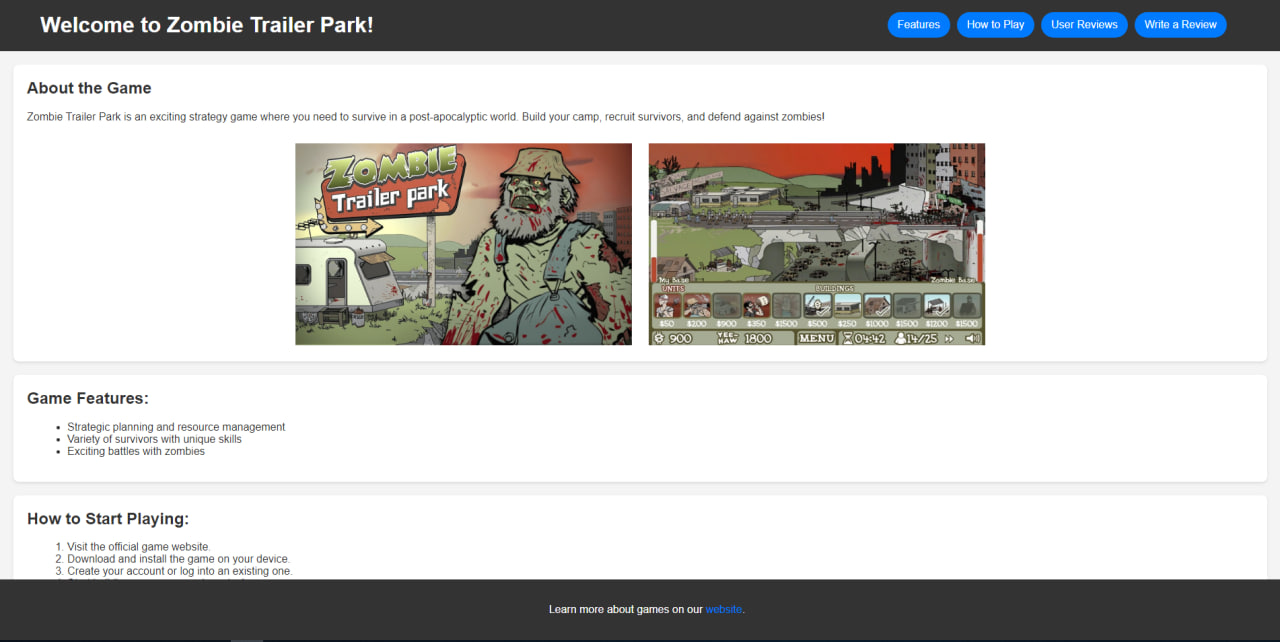 Welcome to Zombie Trailer Park!
Features
How to Play
User Reviews
Write a Review
About the Game
Zombie Trailer Park is an exciting strategy game where you need to survive in a post-apocalyptic world. Build your camp, recruit survivors, and defend against zombies!
ZOMBIE
Trailer park
My Base
Zombie Base
UNITS
BUILDINGS
$50 $200 $900 $350 $1500 $500 $250 $1000 $1500 $1200 $1500
900 YEE-HAW 1800 MENU 04:42 14/25
Game Features:
• Strategic planning and resource management
• Variety of survivors with unique skills
• Exciting battles with zombies
How to Start Playing:
1. Visit the official game website.
2. Download and install the game on your device.
3. Create your account or log into an existing one.
Learn more about games on our website.